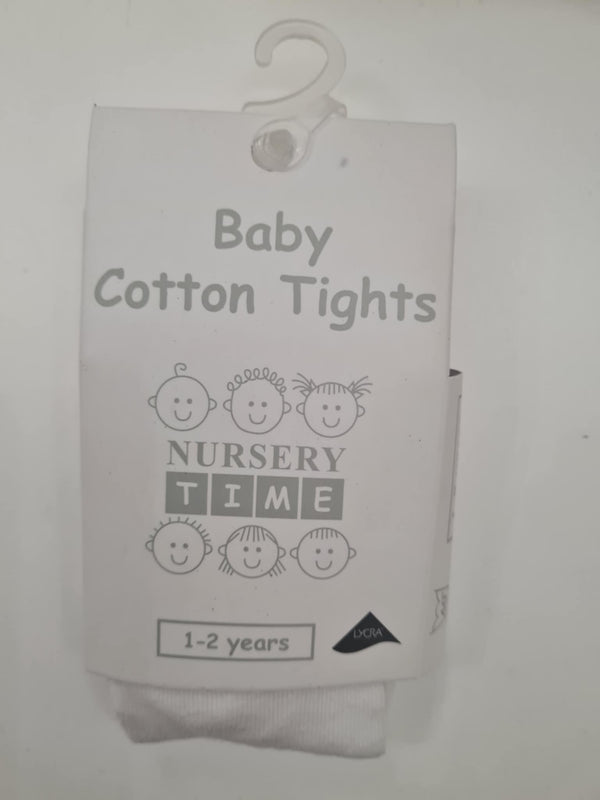 Baby
Cotton Tights
NURSERY
TIME
1-2 years
LYCRA